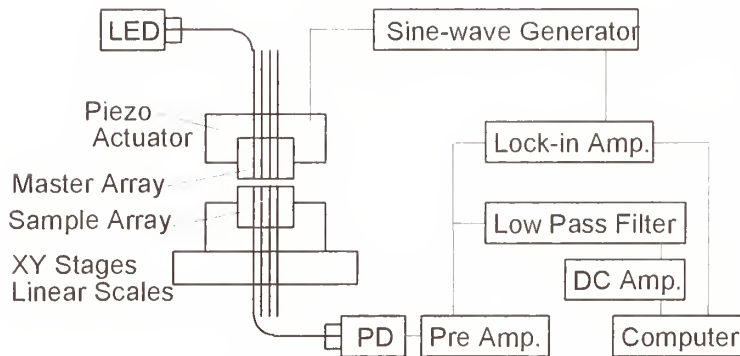 LED
Sine-wave Generator
Piezo
Actuator
Lock-in Amp.
Master Array
Sample Array
Low Pass Filter
XY Stages
Linear Scales
DC Amp.
PD
Pre Amp.
Computer